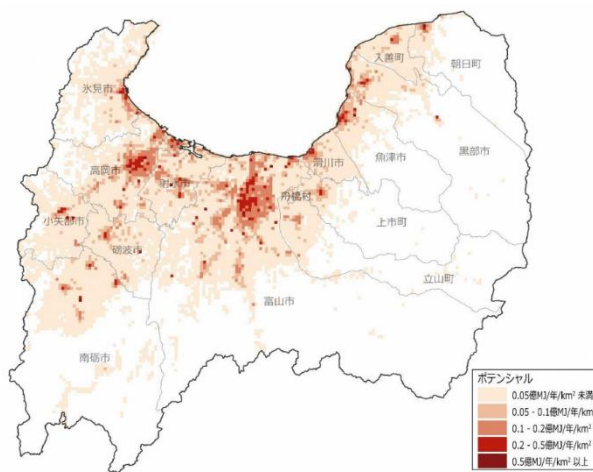 入善町
朝日町
氷見市
黒部市
魚津市
滑川市
高岡市
射水市
舟橋村
上市町
小矢部市
砺波市
立山町
富山市
南砺市
ポテンシャル
0.05億MJ/年/km² 未満
0.05 - 0.1億MJ/年/km²
0.1 - 0.2億MJ/年/km²
0.2 - 0.5億MJ/年/km²
0.5億MJ/年/km² 以上